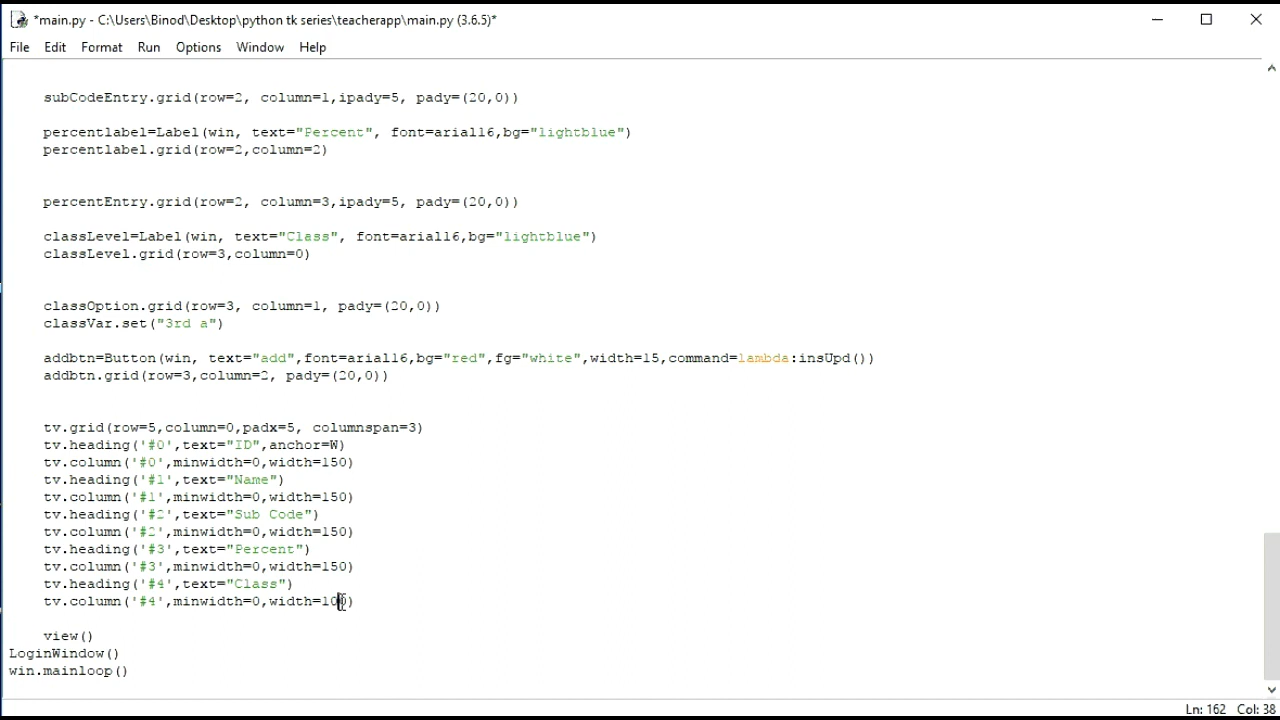 *main.py - C:\Users\Binod\Desktop\python tk series\teacherapp\main.py (3.6.5)*
File Edit Format Run Options Window Help
subCodeEntry.grid(row=2, column=1,ipady=5, pady=(20,0))
percentlabel=Label(win, text="Percent", font=arial16,bg="lightblue")
percentlabel.grid(row=2,column=2)
percentEntry.grid(row=2, column=3,ipady=5, pady=(20,0))
classLevel=Label(win, text="Class", font=arial16,bg="lightblue")
classLevel.grid(row=3,column=0)
classOption.grid(row=3, column=1, pady=(20,0))
classVar.set("3rd a")
addbtn=Button(win, text="add",font=arial16,bg="red",fg="white",width=15,command=lambda:insUpd())
addbtn.grid(row=3,column=2, pady=(20,0))
tv.grid(row=5,column=0,padx=5, columnspan=3)
tv.heading('#0',text="ID",anchor=W)
tv.column('#0',minwidth=0,width=150)
tv.heading('#1',text="Name")
tv.column('#1',minwidth=0,width=150)
tv.heading('#2',text="Sub Code")
tv.column('#2',minwidth=0,width=150)
tv.heading('#3',text="Percent")
tv.column('#3',minwidth=0,width=150)
tv.heading('#4',text="Class")
tv.column('#4',minwidth=0,width=100)
view()
LoginWindow()
win.mainloop()
Ln: 162 Col: 38